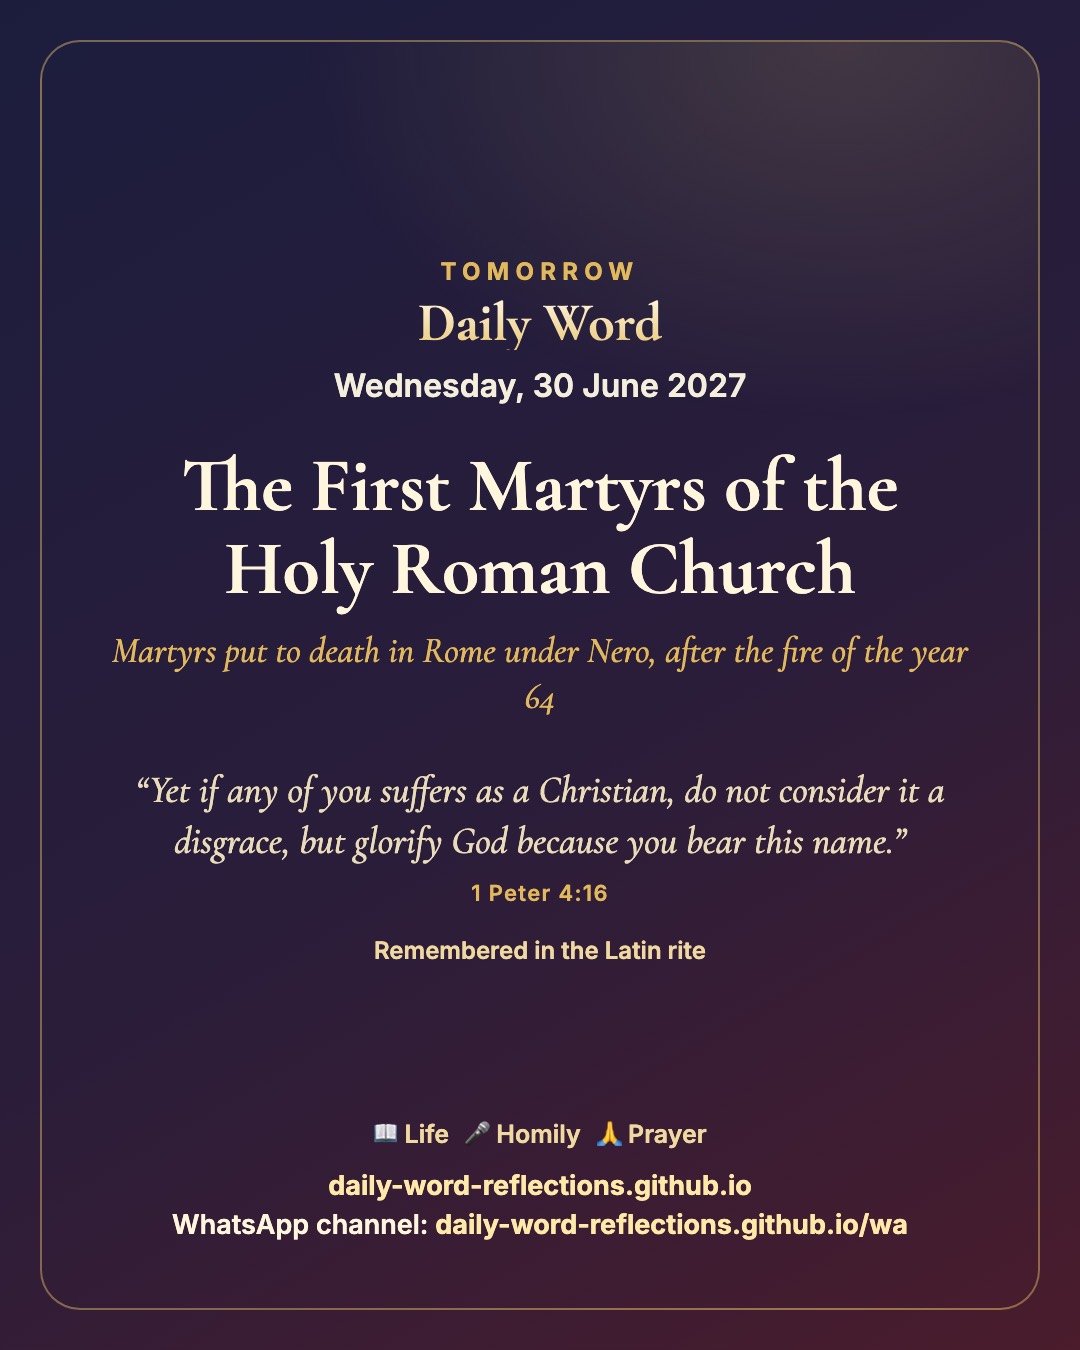 TOMORROW
Daily Word
Wednesday, 30 June 2027
The First Martyrs of the
Holy Roman Church
Martyrs put to death in Rome under Nero, after the fire of the year
64
“Yet if any of you suffers as a Christian, do not consider it a
disgrace, but glorify God because you bear this name.”
1 Peter 4:16
Remembered in the Latin rite
📖 Life 🎤 Homily 🙏 Prayer
daily-word-reflections.github.io
WhatsApp channel: daily-word-reflections.github.io/wa